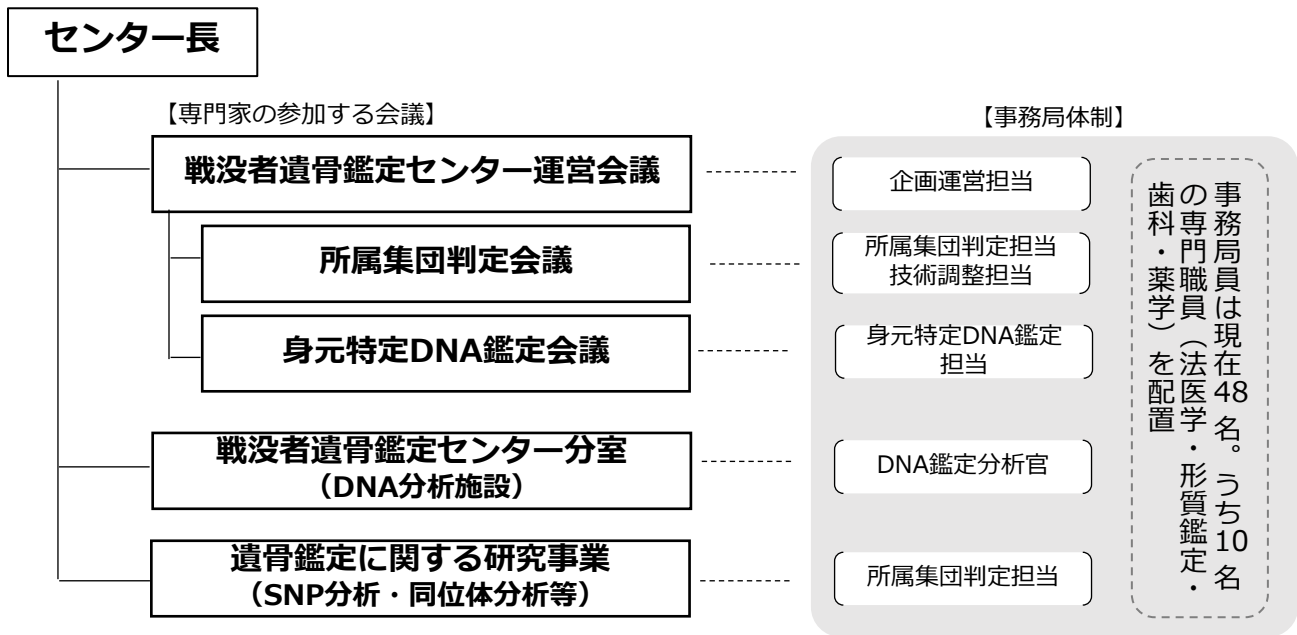 センター長
【専門家の参加する会議】
【事務局体制】
戦没者遺骨鑑定センター運営会議
企画運営担当
所属集団判定会議
所属集団判定担当
技術調整担当
身元特定DNA鑑定会議
身元特定DNA鑑定
担当
戦没者遺骨鑑定センター分室
（DNA分析施設）
DNA鑑定分析官
遺骨鑑定に関する研究事業
（SNP分析・同位体分析等）
所属集団判定担当
事務局員は現在48名。うち10名
の専門職員（法医学・形質鑑定・
歯科・薬学）を配置